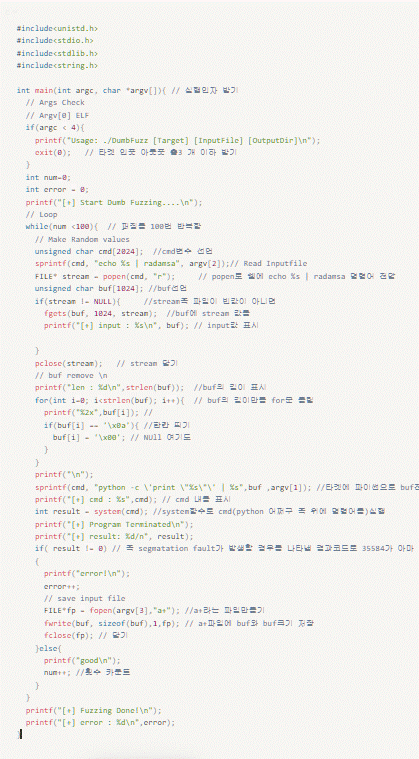 #include<unistd.h>
#include<stdio.h>
#include<stdlib.h>
#include<string.h>
int main(int argc, char *argv[]){ // 실행인자 받기
// Args Check
// Argv[0] ELF
if(argc < 4){
printf("Usage: ./DumbFuzz [Target] [InputFile] [OutputDir]\n");
exit(0); // 타겟 인풋 아웃풋 총3 개 이하 받기
}
int num=0;
int error = 0;
printf("[+] Start Dumb Fuzzing....\n");
// Loop
while(num <100){ // 퍼징을 100번 반복함
// Make Random values
unsigned char cmd[2024]; //cmd변수 선언
sprintf(cmd, "echo %s | radamsa", argv[2]);// Read Inputfile
FILE* stream = popen(cmd, "r"); // popen로 쉘에 echo %s | radamsa 명령어 전달
unsigned char buf[1024]; //buf선언
if(stream != NULL){ //stream즉 파일이 빈값이 아니면
fgets(buf, 1024, stream); //buf에 stream 값을
printf("[+] input : %s\n", buf); // input값 표시
}
pclose(stream); // stream 닫기
// buf remove \n
printf("len : %d\n",strlen(buf)); //buf의 길이 표시
for(int i=0; i<strlen(buf); i++){ // buf의 길이만큼 for문 돌림
printf("%2x",buf[i]); //
if(buf[i] == '\x0a'){ //한칸 띄기
buf[i] = '\x00'; // NUll 여기도
}
}
printf("\n");
sprintf(cmd, "python -c \'print \"%s\"\' | %s",buf ,argv[1]); //타겟에 파이썬으로 buf
printf("[+] cmd : %s",cmd); // cmd 내용 표시
int result = system(cmd); //system함수로 cmd(python 어쩌구 즉 위에 명령어들)실행
printf("[+] Program Terminated\n");
printf("[+] result: %d/n", result);
if( result != 0) // 즉 segmatation fault가 발생할 경우를 나타낼 결과코드로 35584가 아마
{
printf("error!\n");
error++;
// save input file
FILE*fp = fopen(argv[3],"a+"); //a+라는 파일만들기
fwrite(buf, sizeof(buf),1,fp); // a+파일에 buf와 buf크기 저장
fclose(fp); // 닫기
}else{
printf("good\n");
num++; //횟수 카운트
}
}
printf("[+] Fuzzing Done!\n");
printf("[+] error : %d\n",error);
}